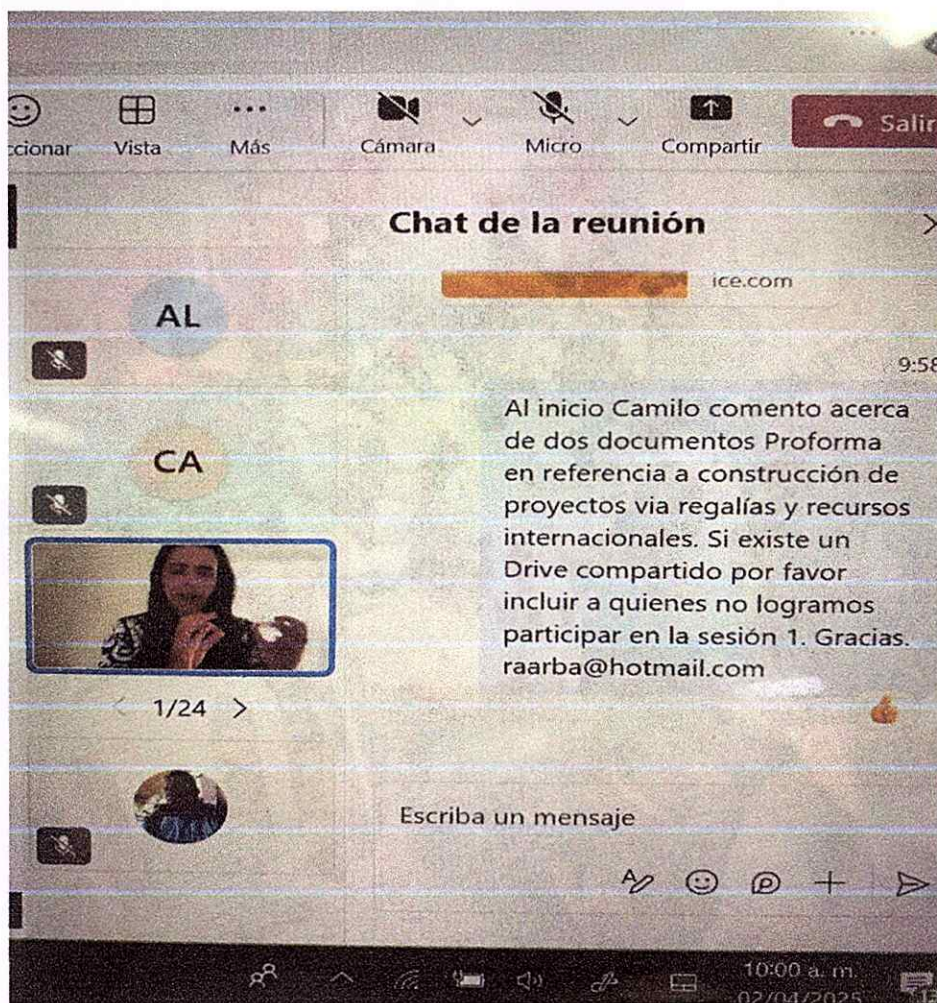 ccionar
Vista
Más
Cámara
Micro
Compartir
Salir
Chat de la reunión
ice.com
AL
9:58
CA
Al inicio Camilo comento acerca
de dos documentos Proforma
en referencia a construcción de
proyectos via regalías y recursos
internacionales. Si existe un
Drive compartido por favor
incluir a quienes no logramos
participar en la sesión 1. Gracias.
raarba@hotmail.com
1/24
Escriba un mensaje
10:00 a. m.
02/04/2025